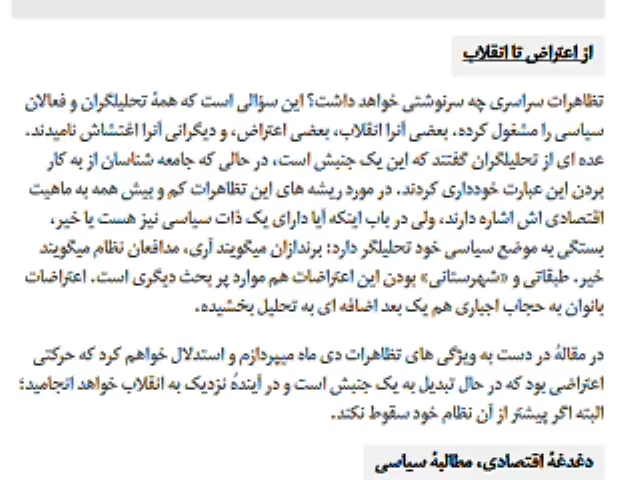 از اعتراض تا انقلاب
تظاهرات سراسری چه سرنوشتی خواهد داشت؟ این سؤالی است که همهٔ تحلیلگران و فعالان
سیاسی را مشغول کرده. بعضی آنرا انقلاب، بعضی اعتراض، و دیگرانی آنرا اغتشاش نامیدند.
عده ای از تحلیلگران گفتند که این یک جنبش است، در حالی که جامعه شناسان از به کار
بردن این عبارت خودداری کردند. در مورد ریشه های این تظاهرات کم و بیش همه به ماهیت
اقتصادی اش اشاره دارند، ولی در باب اینکه آیا دارای یک ذات سیاسی نیز هست یا خیر،
بستگی به موضع سیاسی خود تحلیلگر دارد: براندازان میگویند آری، مدافعان نظام میگویند
خیر. طبقاتی و «شهرستانی» بودن این اعتراضات هم موارد پر بحث دیگری است. اعتراضات
بانوان به حجاب اجباری هم یک بعد اضافه ای به تحلیل بخشیده.
در مقالهٔ در دست به ویژگی های تظاهرات دی ماه میپردازم و استدلال خواهم کرد که حرکتی
اعتراضی بود که در حال تبدیل به یک جنبش است و در آیندهٔ نزدیک به انقلاب خواهد انجامید؛
البته اگر پیشتر از آن نظام خود سقوط نکند.
دغدغهٔ اقتصادی، مطالبهٔ سیاسی